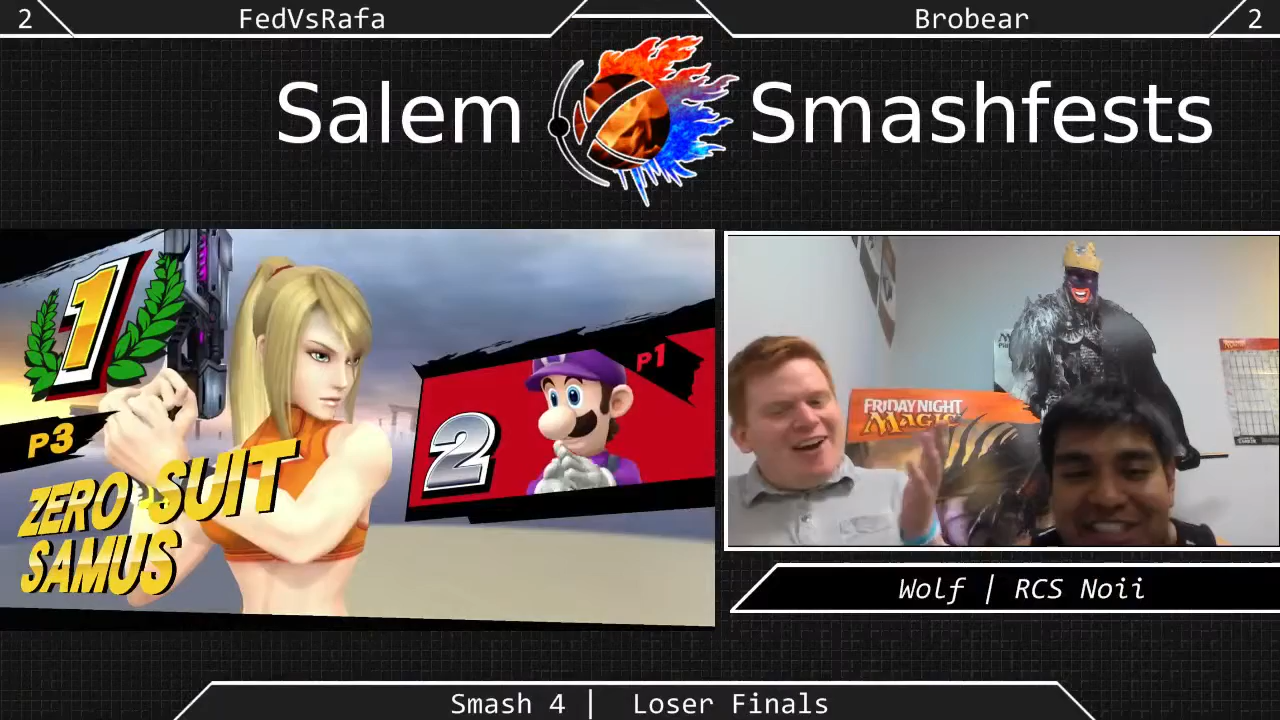 2 FedVsRafa Brobear 2
Salem Smashfests
1
P3
ZERO SUIT
SAMUS
P1
2
FRIDAY NIGHT
MAGIC
Wolf | RCS Noii
Smash 4 | Loser Finals